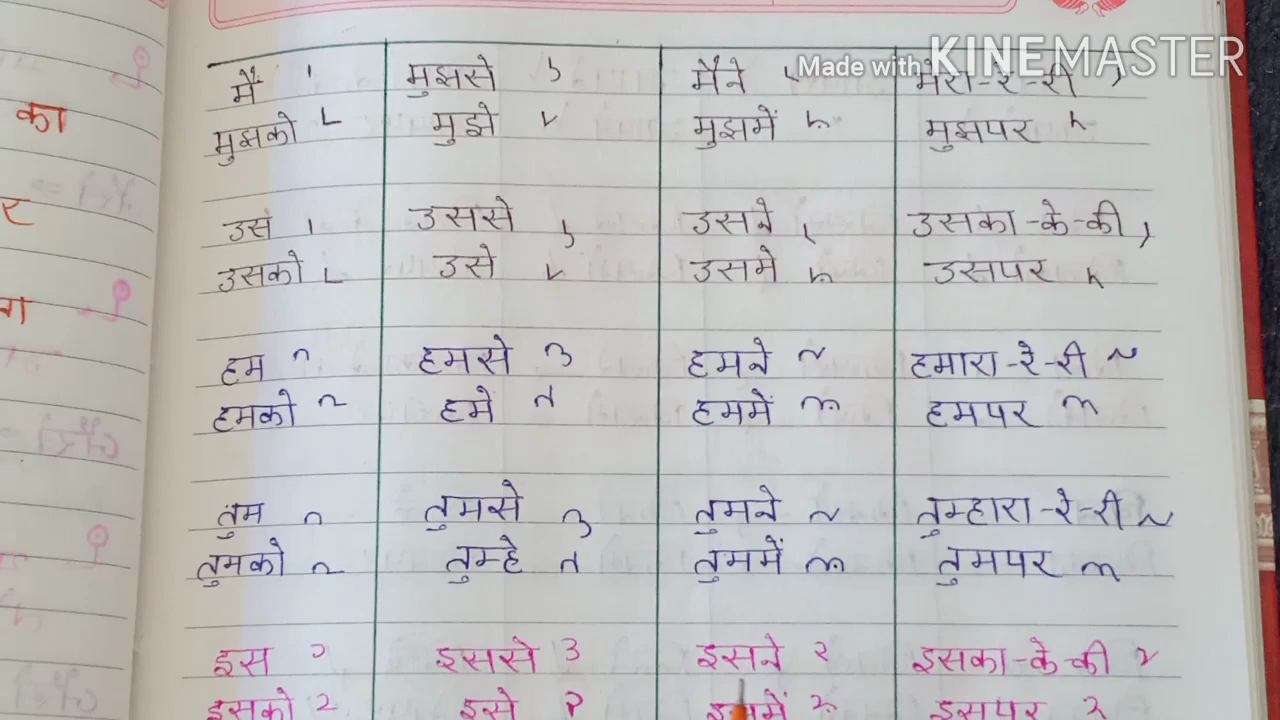 Made with KINEMASTER
का
र
ग
मैं मुझसे मैंने मेरा-रे-री
मुझको मुझे मुझमें मुझपर
उस उससे उसने उसका-के-की
उसको उसे उसमे उसपर
हम हमसे हमने हमारा-रे-री
हमको हमे हममें हमपर
तुम तुमसे तुमने तुम्हारा-रे-री
तुमको तुम्हे तुममें तुमपर
इस इससे इसने इसका-के-की
इसको इसे इसमें इसपर